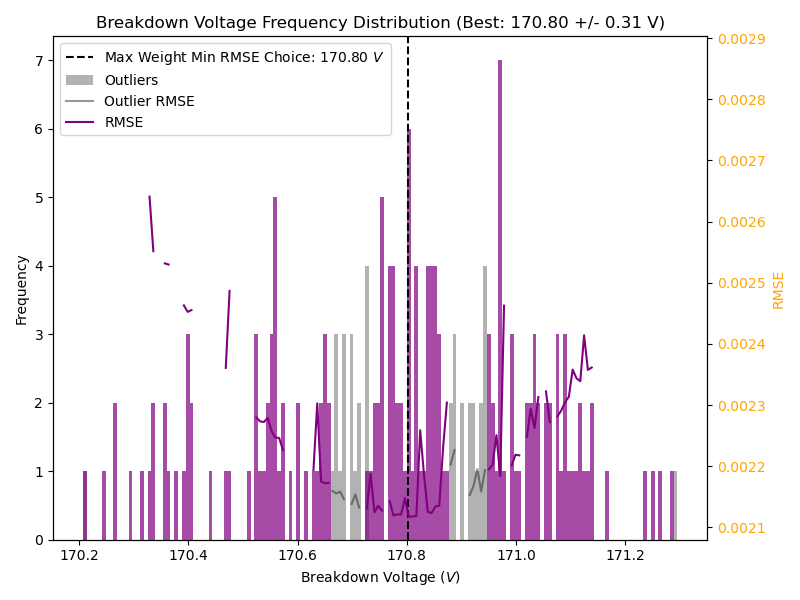 Breakdown Voltage Frequency Distribution (Best: 170.80 +/- 0.31 V)
Max Weight Min RMSE Choice: 170.80 V
Outliers
Outlier RMSE
RMSE
Frequency
7
6
5
4
3
2
1
0
170.2 170.4 170.6 170.8 171.0 171.2
Breakdown Voltage (V)
0.0029
0.0028
0.0027
0.0026
0.0025
0.0024
0.0023
0.0022
0.0021
RMSE